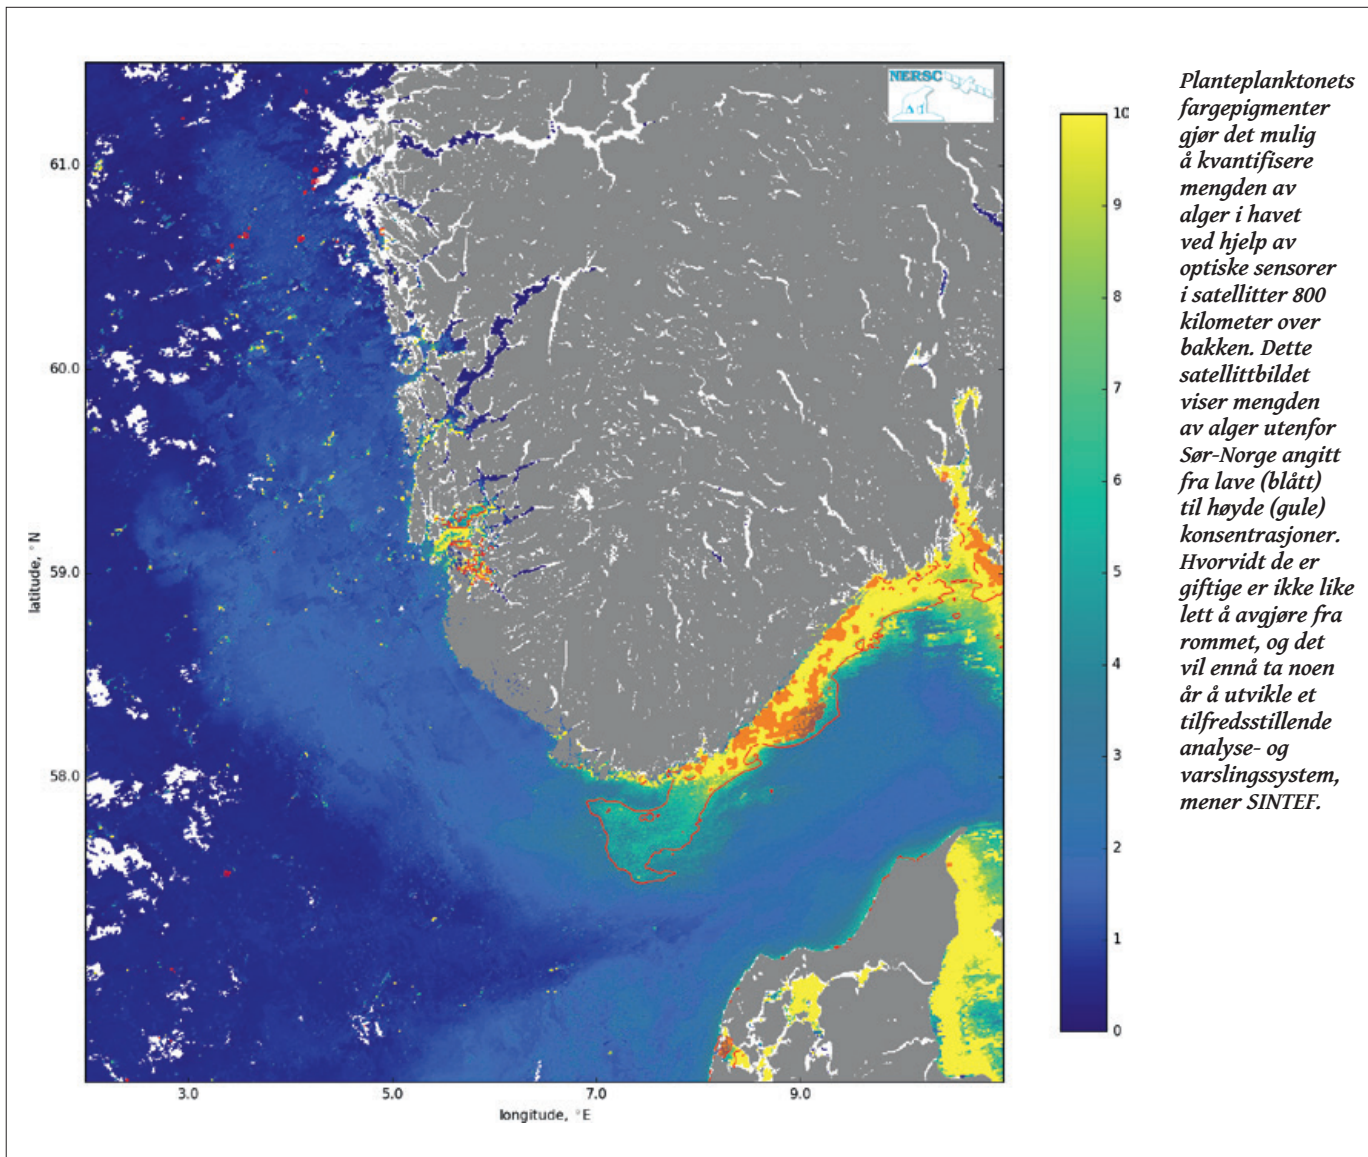 NERSC
61.0
60.0
59.0
58.0
latitude, °N
3.0
5.0
7.0
9.0
longitude, °E
10
9
8
7
6
5
4
3
2
1
0
Planteplanktonets
fargepigmenter
gjør det mulig
å kvantifisere
mengden av
alger i havet
ved hjelp av
optiske sensorer
i satellitter 800
kilometer over
bakken. Dette
satellittbildet
viser mengden
av alger utenfor
Sør-Norge angitt
fra lave (blått)
til høyde (gule)
konsentrasjoner.
Hvorvidt de er
giftige er ikke like
lett å avgjøre fra
rommet, og det
vil ennå ta noen
år å utvikle et
tilfredsstillende
analyse- og
varslingssystem,
mener SINTEF.